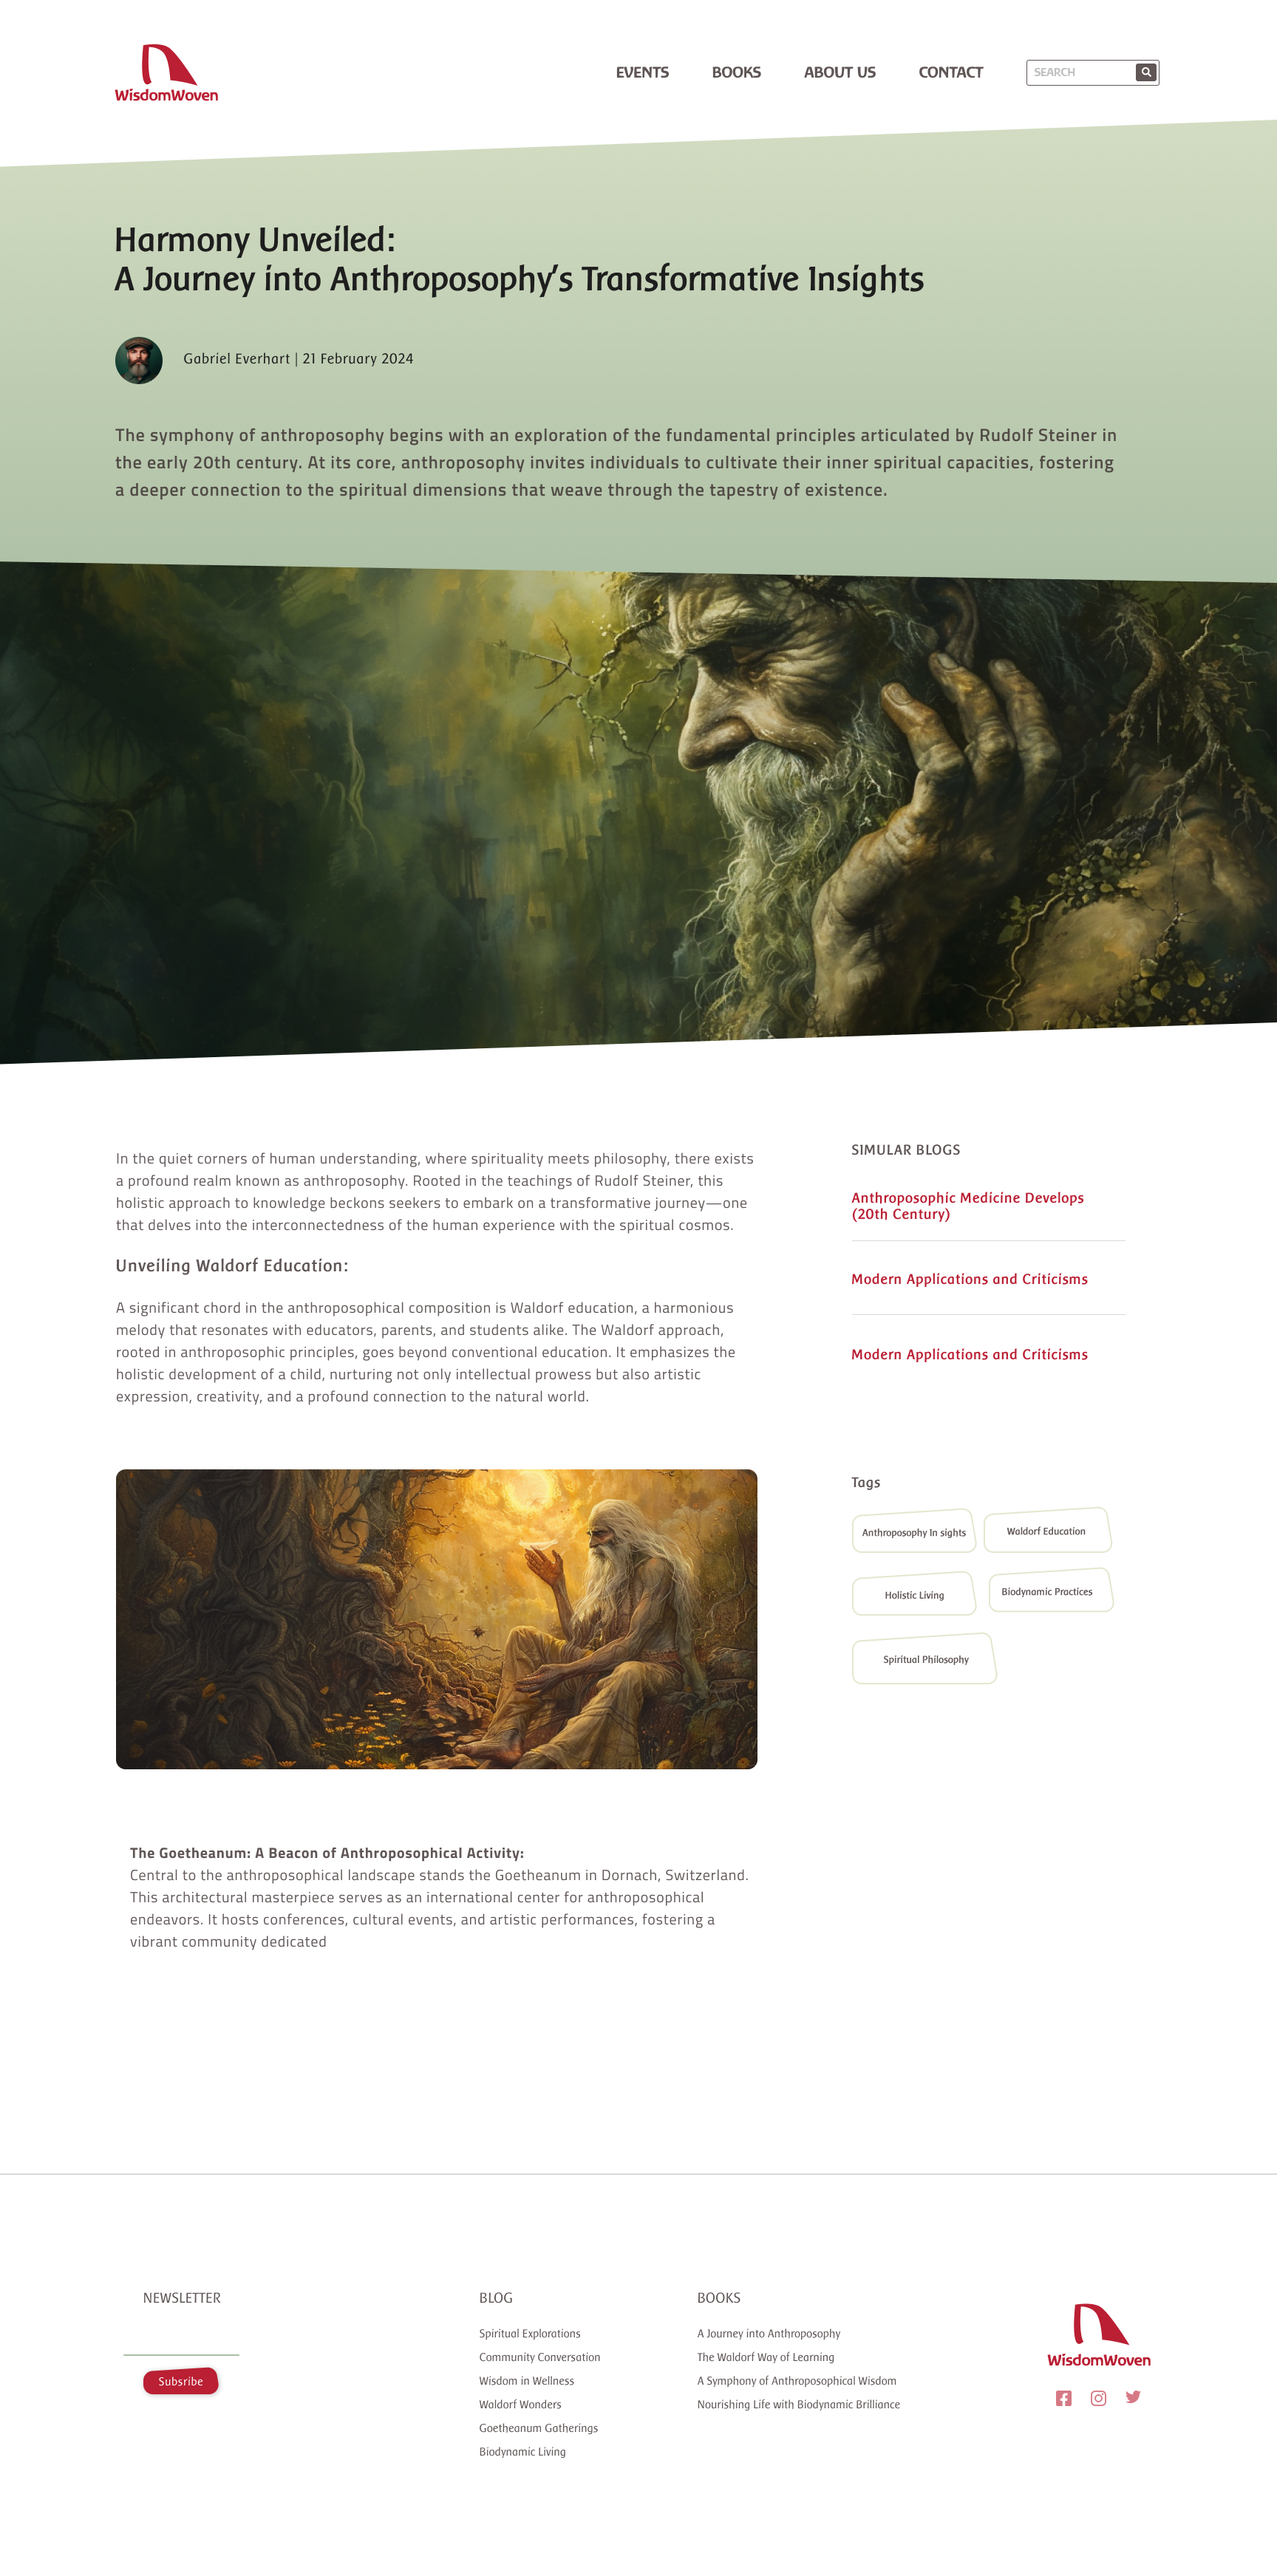 WisdomWoven
EVENTS BOOKS ABOUT US CONTACT SEARCH
Harmony Unveiled:
A Journey into Anthroposophy’s Transformative Insights
Gabriel Everhart | 21 February 2024
The symphony of anthroposophy begins with an exploration of the fundamental principles articulated by Rudolf Steiner in
the early 20th century. At its core, anthroposophy invites individuals to cultivate their inner spiritual capacities, fostering
a deeper connection to the spiritual dimensions that weave through the tapestry of existence.
In the quiet corners of human understanding, where spirituality meets philosophy, there exists
a profound realm known as anthroposophy. Rooted in the teachings of Rudolf Steiner, this
holistic approach to knowledge beckons seekers to embark on a transformative journey—one
that delves into the interconnectedness of the human experience with the spiritual cosmos.
Unveiling Waldorf Education:
A significant chord in the anthroposophical composition is Waldorf education, a harmonious
melody that resonates with educators, parents, and students alike. The Waldorf approach,
rooted in anthroposophic principles, goes beyond conventional education. It emphasizes the
holistic development of a child, nurturing not only intellectual prowess but also artistic
expression, creativity, and a profound connection to the natural world.
The Goetheanum: A Beacon of Anthroposophical Activity:
Central to the anthroposophical landscape stands the Goetheanum in Dornach, Switzerland.
This architectural masterpiece serves as an international center for anthroposophical
endeavors. It hosts conferences, cultural events, and artistic performances, fostering a
vibrant community dedicated
SIMULAR BLOGS
Anthroposophic Medicine Develops
(20th Century)
Modern Applications and Criticisms
Modern Applications and Criticisms
Tags
Anthroposophy In sights
Waldorf Education
Holistic Living
Biodynamic Practices
Spiritual Philosophy
NEWSLETTER
Subsribe
BLOG
Spiritual Explorations
Community Conversation
Wisdom in Wellness
Waldorf Wonders
Goetheanum Gatherings
Biodynamic Living
BOOKS
A Journey into Anthroposophy
The Waldorf Way of Learning
A Symphony of Anthroposophical Wisdom
Nourishing Life with Biodynamic Brilliance
WisdomWoven